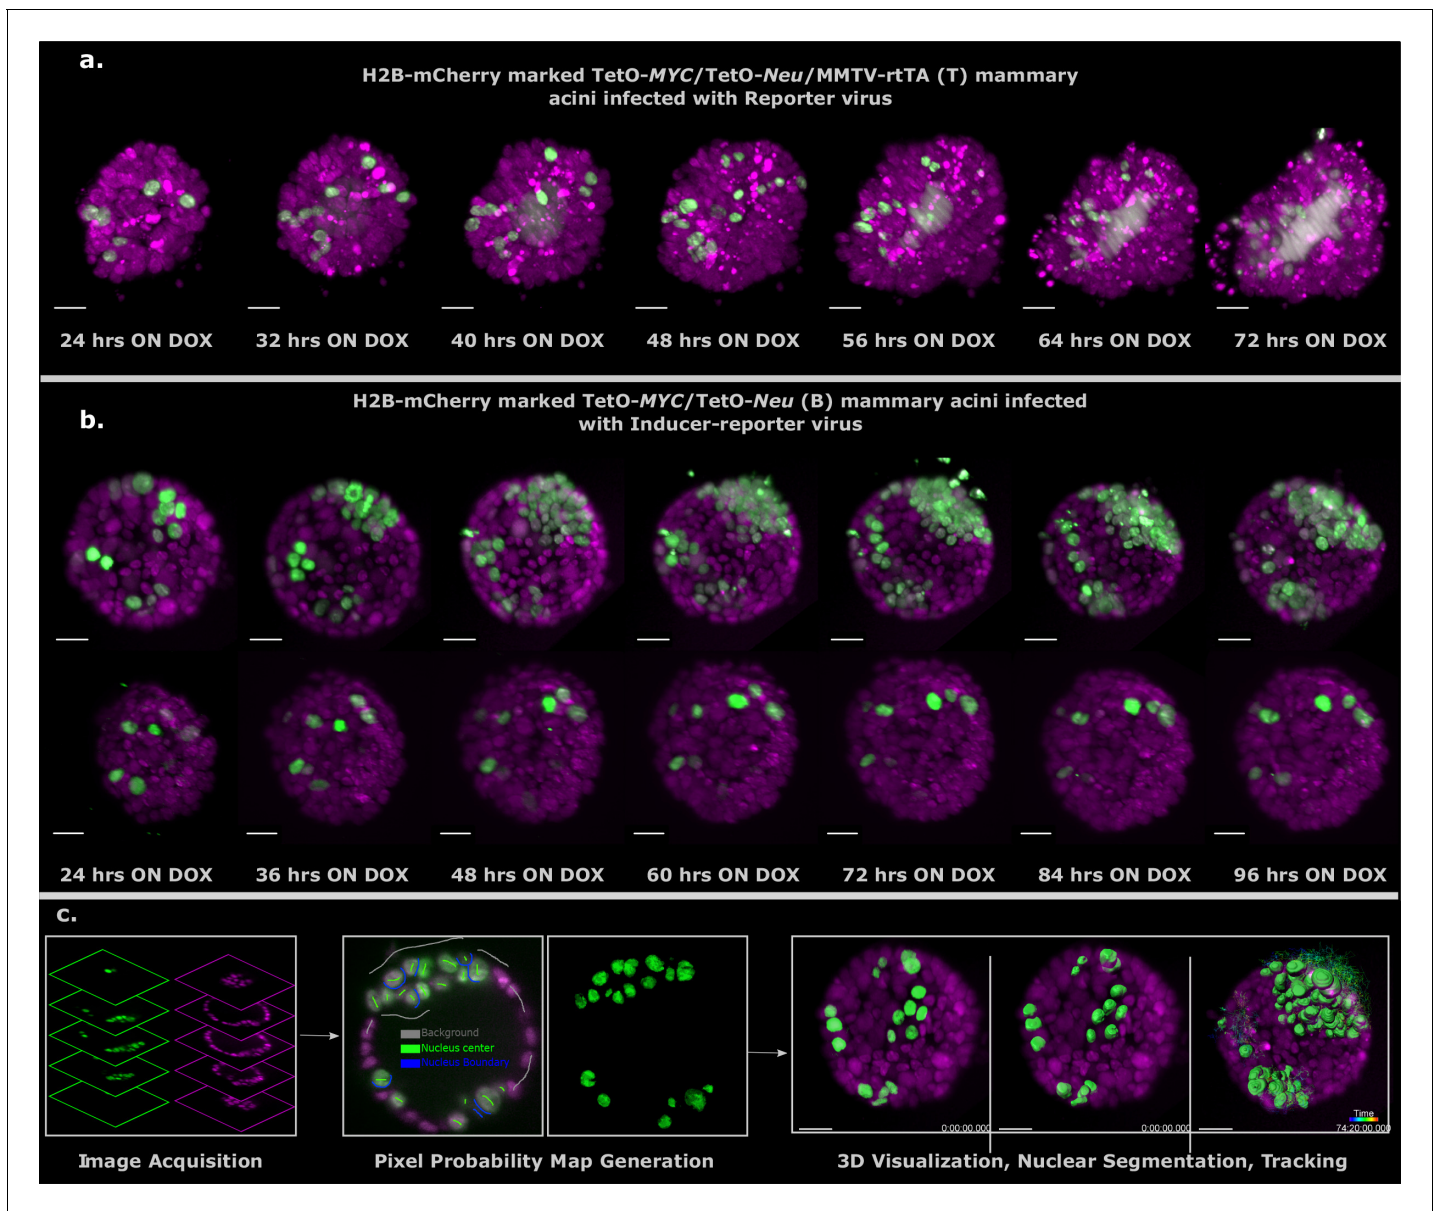 a.
H2B-mCherry marked TetO-MYC/TetO-Neu/MMTV-rtTA (T) mammary
acini infected with Reporter virus
24 hrs ON DOX
32 hrs ON DOX
40 hrs ON DOX
48 hrs ON DOX
56 hrs ON DOX
64 hrs ON DOX
72 hrs ON DOX
b.
H2B-mCherry marked TetO-MYC/TetO-Neu (B) mammary acini infected
with Inducer-reporter virus
24 hrs ON DOX
36 hrs ON DOX
48 hrs ON DOX
60 hrs ON DOX
72 hrs ON DOX
84 hrs ON DOX
96 hrs ON DOX
c.
Background
Nucleus center
Nucleus Boundary
0:00:00.000
0:00:00.000
Time
74:20:00.000
Image Acquisition
Pixel Probability Map Generation
3D Visualization, Nuclear Segmentation, Tracking